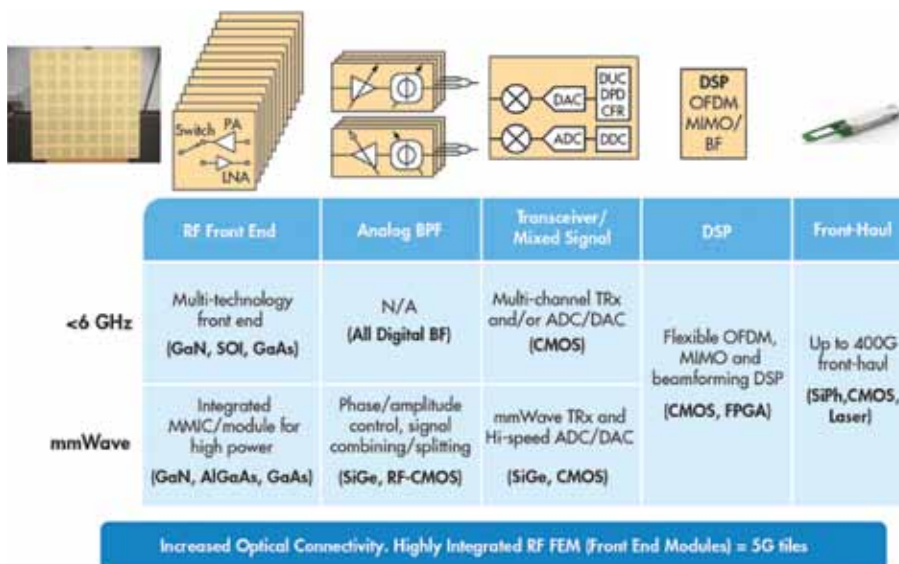 Switch
PA
LNA
DAC
ADC
DUC
DPD
CFR
DDC
DSP
OFDM
MIMO/
BF
RF Front End
Analog BPF
Transceiver/
Mixed Signal
DSP
Front-Haul
<6 GHz
Multi-technology
front end
(GaN, SOI, GaAs)
N/A
(All Digital BF)
Multi-channel TRx
and/or ADC/DAC
(CMOS)
Flexible OFDM,
MIMO and
beamforming DSP
(CMOS, FPGA)
Up to 400G
front-haul
(SiPh,CMOS,
Laser)
mmWave
Integrated
MMIC/module for
high power
(GaN, AlGaAs, GaAs)
Phase/amplitude
control, signal
combining/splitting
(SiGe, RF-CMOS)
mmWave TRx and
Hi-speed ADC/DAC
(SiGe, CMOS)
Increased Optical Connectivity. Highly Integrated RF FEM (Front End Modules) = 5G tiles